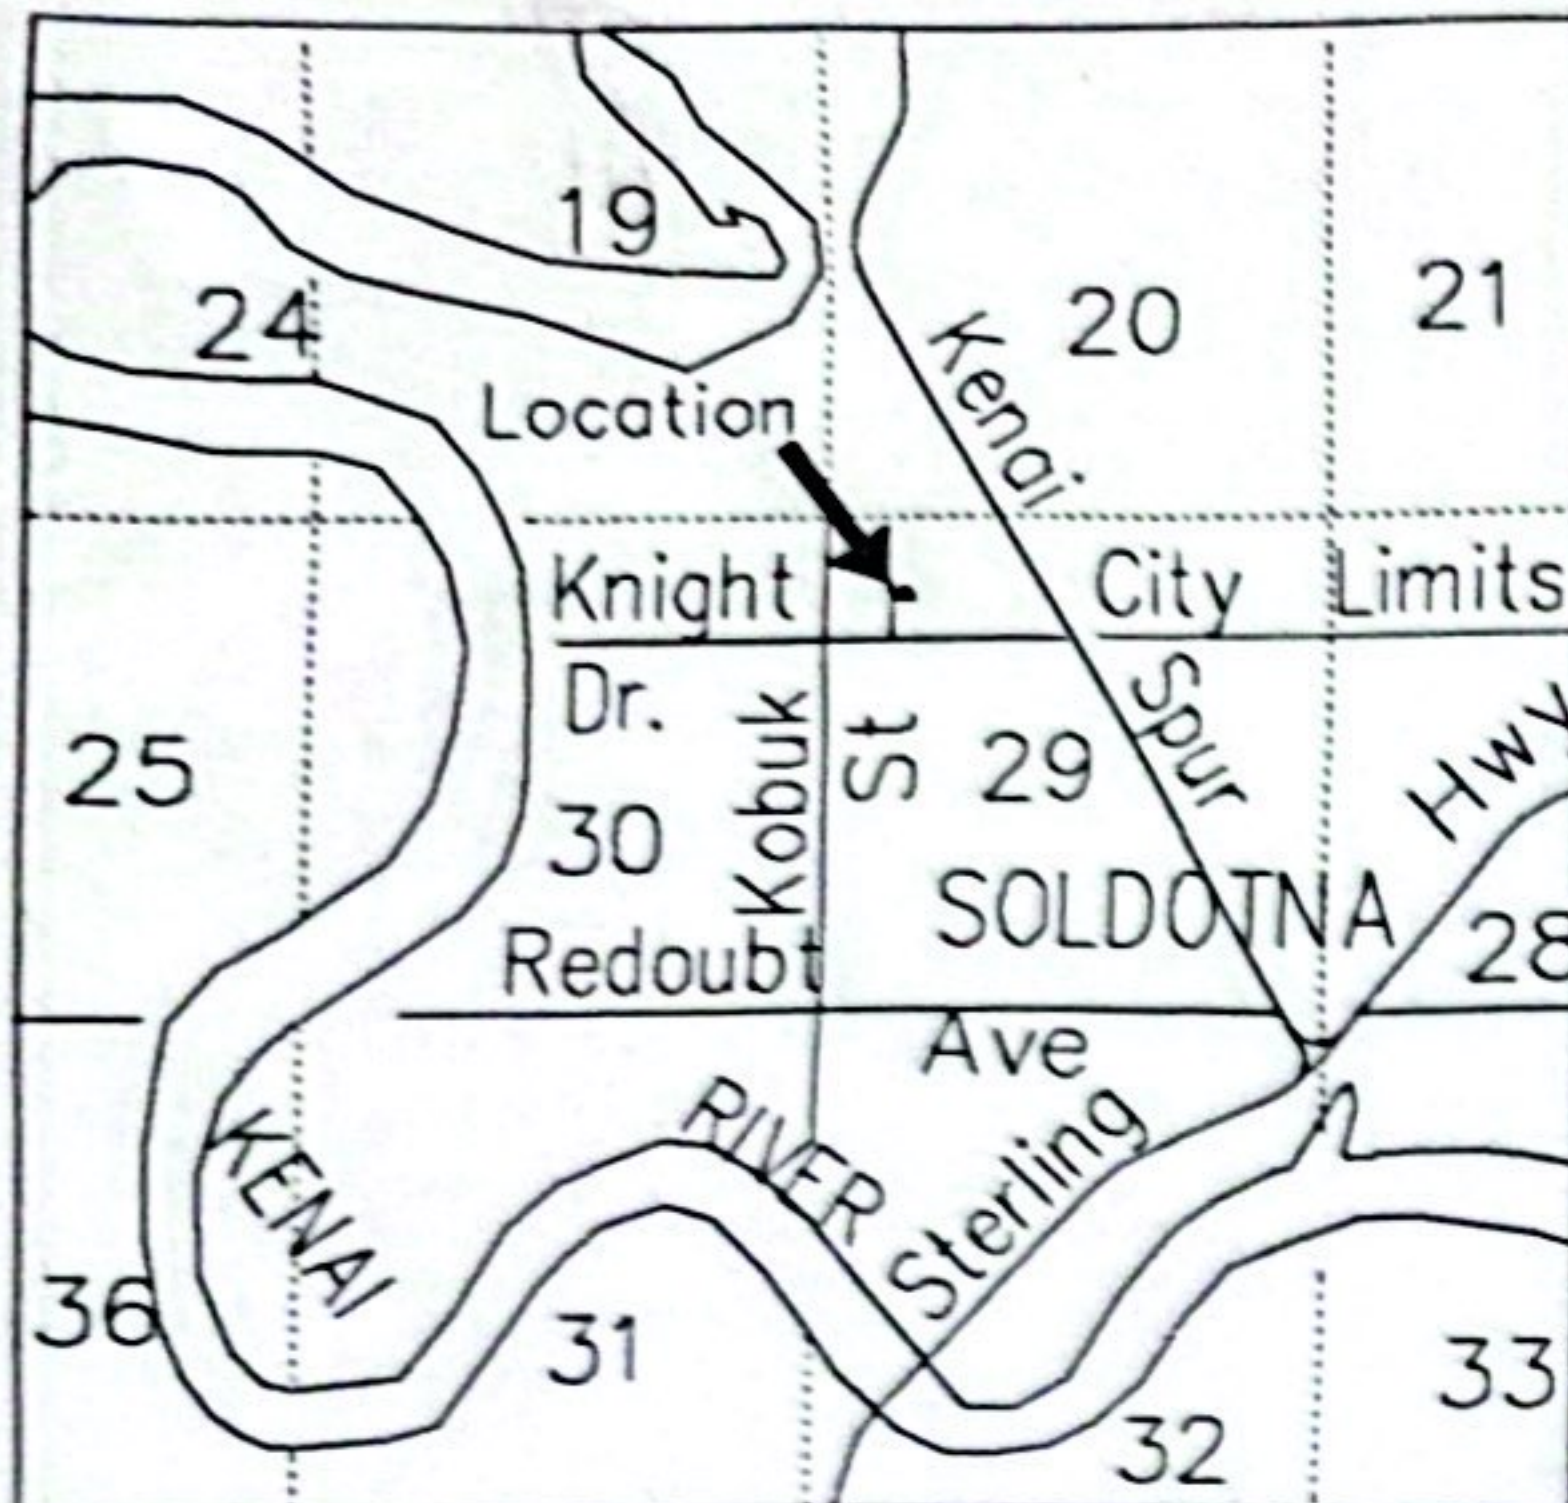 19
20
21
24
Kenai
Location
Knight
City Limits
Dr.
Spur
Hwy
Kobuk
St
25
29
30
SOLDOTNA
28
Redoubt
Ave
RIVER
Sterling
KENAI
36
31
33
32